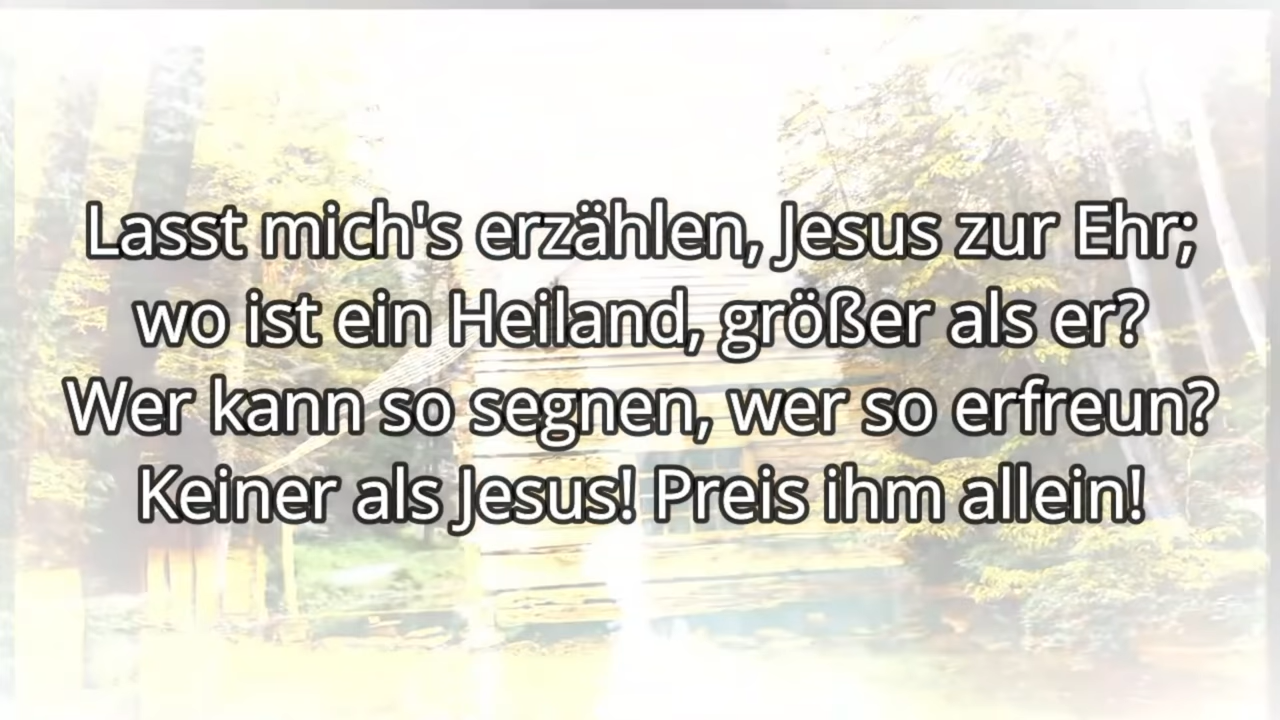 Lasst mich's erzählen, Jesus zur Ehr;
wo ist ein Heiland, größer als er?
Wer kann so segnen, wer so erfreun?
Keiner als Jesus! Preis ihm allein!